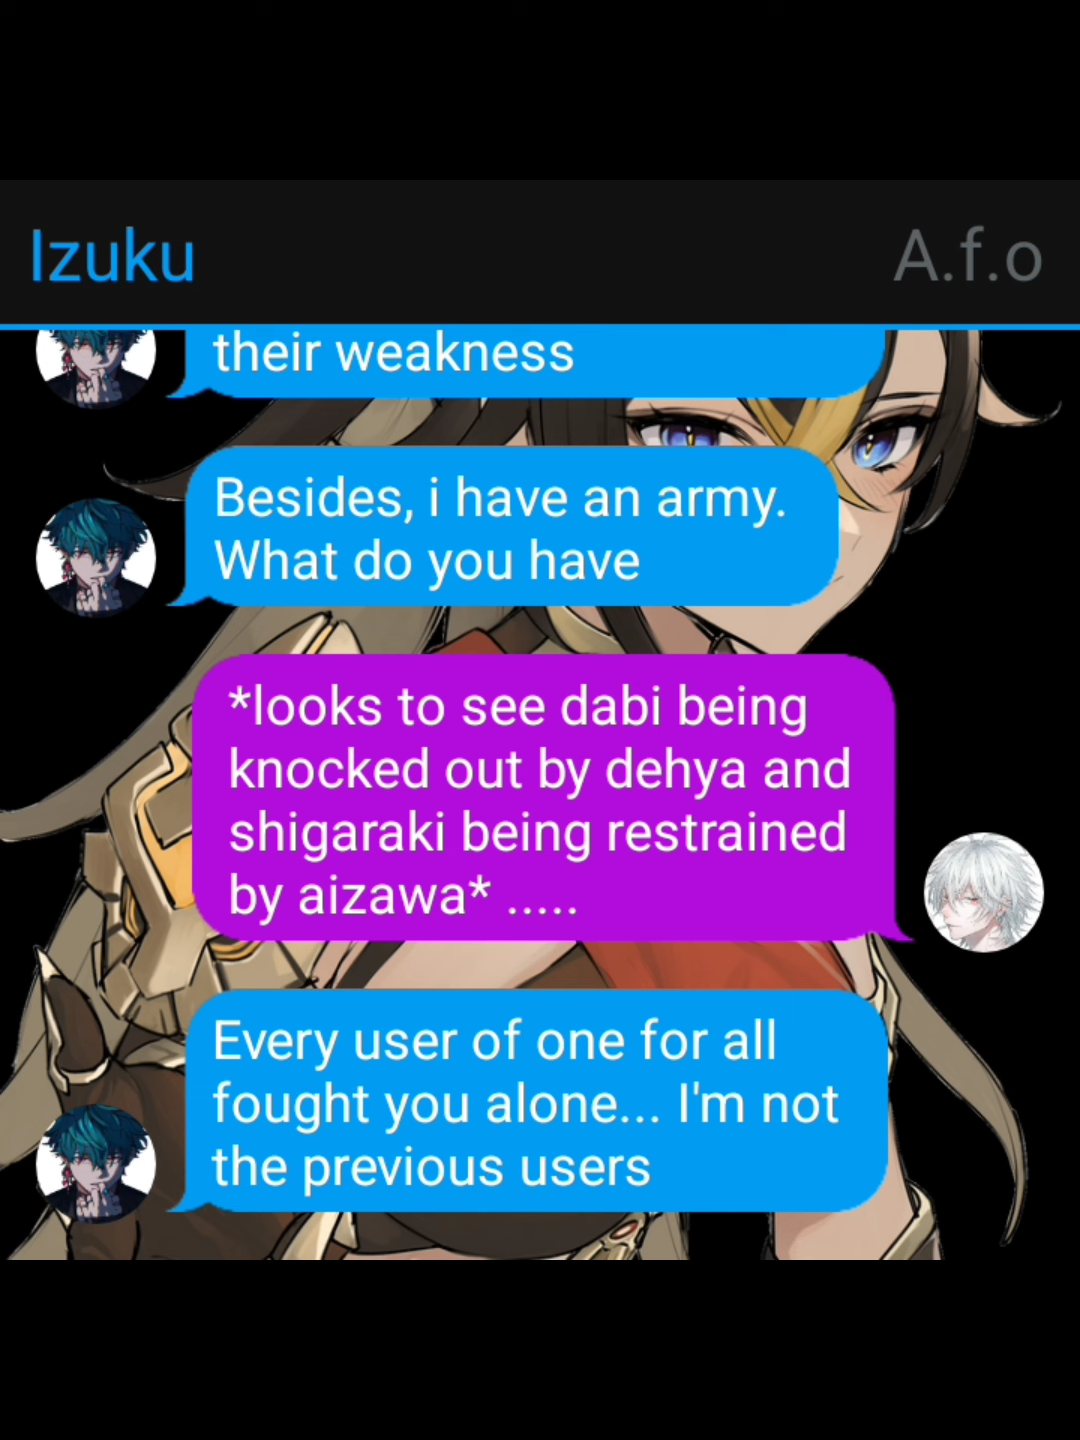 Izuku
A.f.o
their weakness
Besides, i have an army.
What do you have
*looks to see dabi being
knocked out by dehya and
shigaraki being restrained
by aizawa* .....
Every user of one for all
fought you alone... I'm not
the previous users